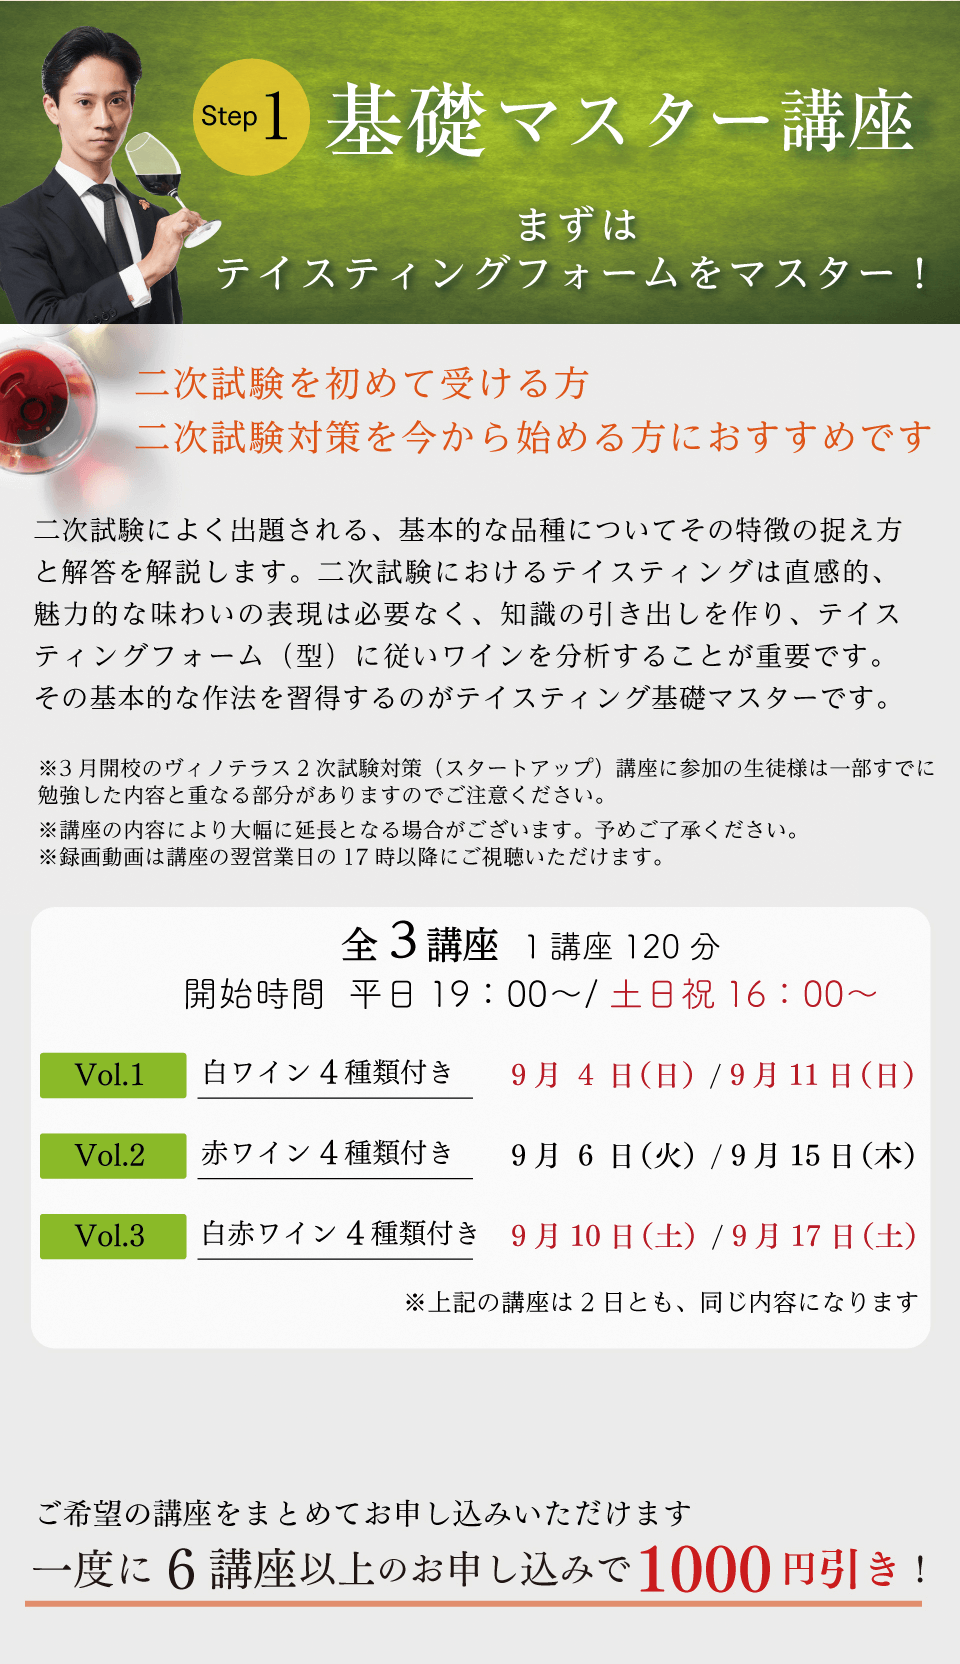 Step 1 基礎マスター講座
まずは
テイスティングフォームをマスター！
二次試験を初めて受ける方
二次試験対策を今から始める方におすすめです
二次試験によく出題される、基本的な品種についてその特徴の捉え方
と解答を解説します。二次試験におけるテイスティングは直感的、
魅力的な味わいの表現は必要なく、知識の引き出しを作り、テイス
ティングフォーム（型）に従いワインを分析することが重要です。
その基本的な作法を習得するのがテイスティング基礎マスターです。
※3 月開校のヴィノテラス 2 次試験対策（スタートアップ）講座に参加の生徒様は一部すでに
勉強した内容と重なる部分がありますのでご注意ください。
※講座の内容により大幅に延長となる場合がございます。予めご了承ください。
※録画動画は講座の翌営業日の 17 時以降にご視聴いただけます。
全 3 講座 1 講座 120 分
開始時間 平日 19：00～/ 土日祝 16：00～
Vol.1 白ワイン 4 種類付き 9 月 4 日（日） / 9 月 11 日（日）
Vol.2 赤ワイン 4 種類付き 9 月 6 日（火） / 9 月 15 日（木）
Vol.3 白赤ワイン 4 種類付き 9 月 10 日（土） / 9 月 17 日（土）
※上記の講座は 2 日とも、同じ内容になります
ご希望の講座をまとめてお申し込みいただけます
一度に 6 講座以上のお申し込みで 1000 円引き！